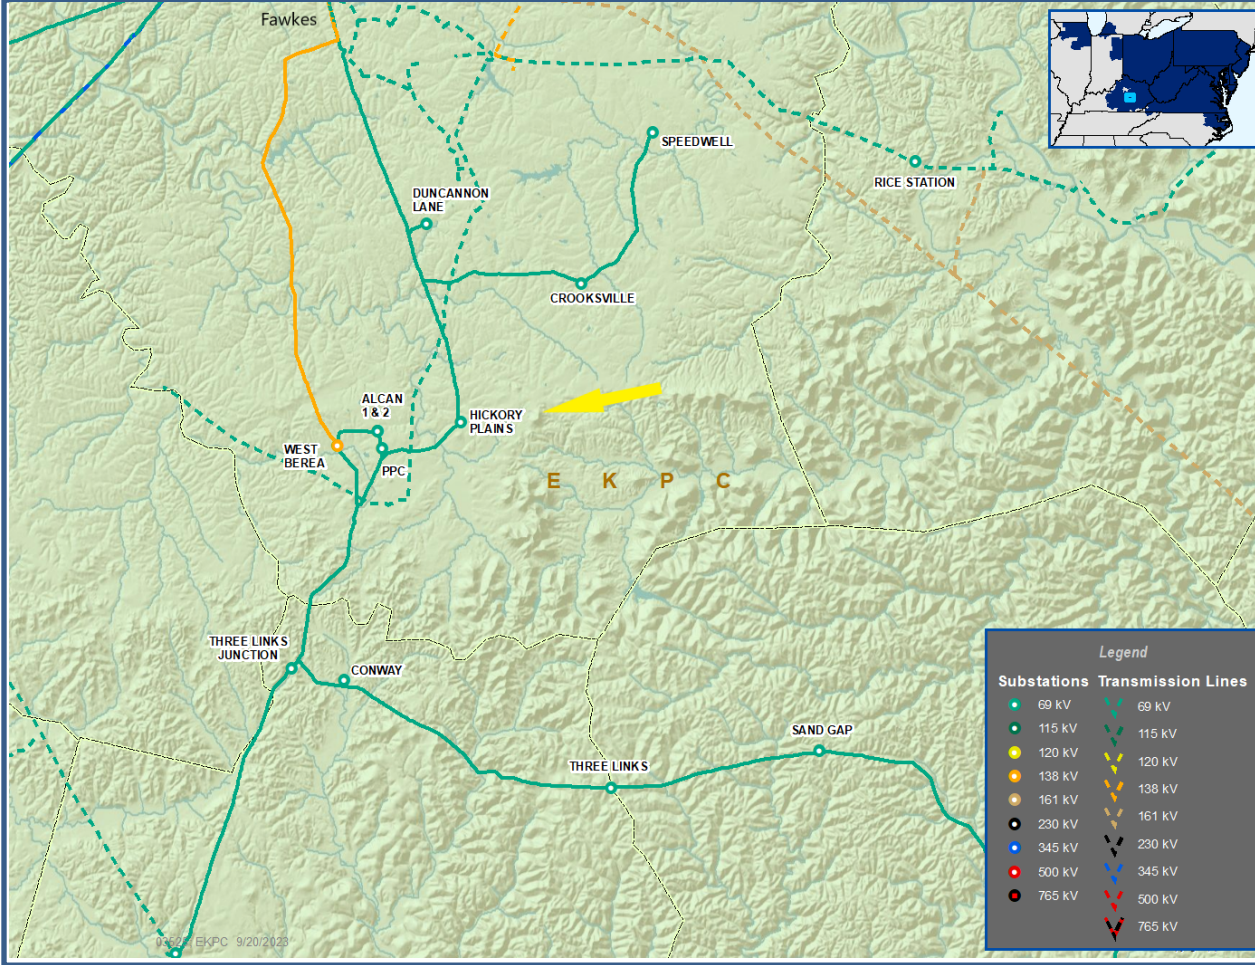 Fawkes
SPEEDWELL
RICE STATION
DUNCANNON
LANE
CROOKSVILLE
ALCAN
1 & 2
HICKORY
PLAINS
WEST
BEREA
PPC
E K P C
THREE LINKS
JUNCTION
CONWAY
SAND GAP
THREE LINKS
Legend
Substations Transmission Lines
69 kV 69 kV
115 kV 115 kV
120 kV 120 kV
138 kV 138 kV
161 kV 161 kV
230 kV 230 kV
345 kV 345 kV
500 kV 500 kV
765 kV 765 kV
EKPC 9/20/2023